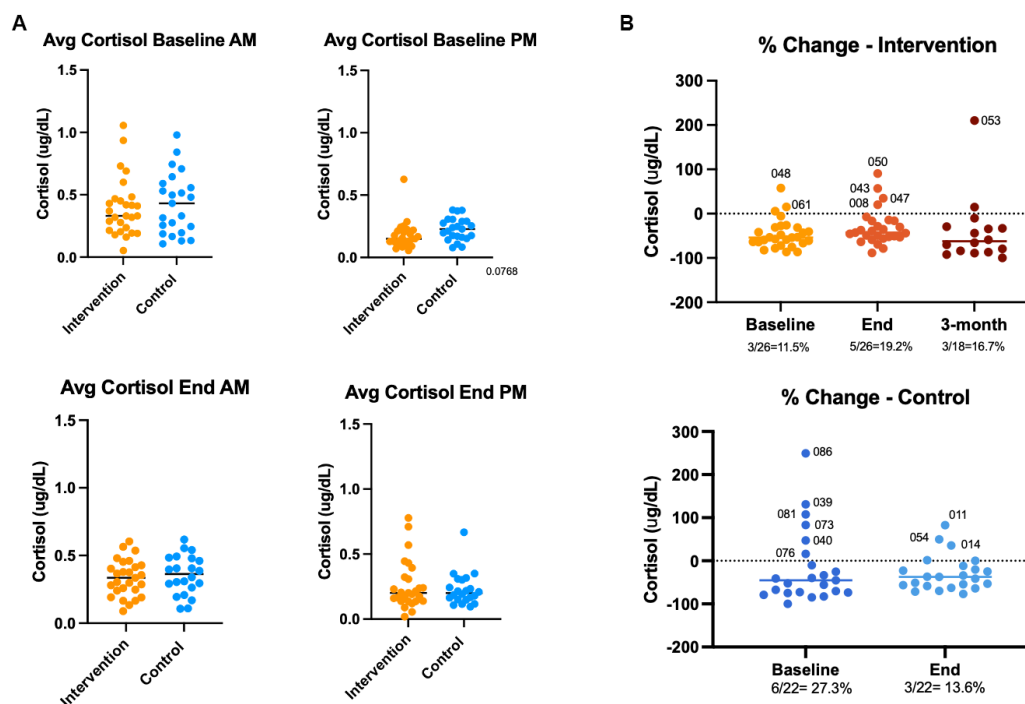 A
Avg Cortisol Baseline AM
Cortisol (ug/dL)
1.5
1.0
0.5
0.0
Intervention
Control
Avg Cortisol Baseline PM
Cortisol (ug/dL)
1.5
1.0
0.5
0.0
Intervention
Control
0.0768
Avg Cortisol End AM
Cortisol (ug/dL)
1.5
1.0
0.5
0.0
Intervention
Control
Avg Cortisol End PM
Cortisol (ug/dL)
1.5
1.0
0.5
0.0
Intervention
Control
B
% Change - Intervention
Cortisol (ug/dL)
300
200
100
0
-100
-200
048
061
050
043
008
047
053
Baseline
End
3-month
3/26=11.5%
5/26=19.2%
3/18=16.7%
% Change - Control
Cortisol (ug/dL)
300
200
100
0
-100
-200
086
039
081
073
040
076
011
054
014
Baseline
End
6/22= 27.3%
3/22= 13.6%